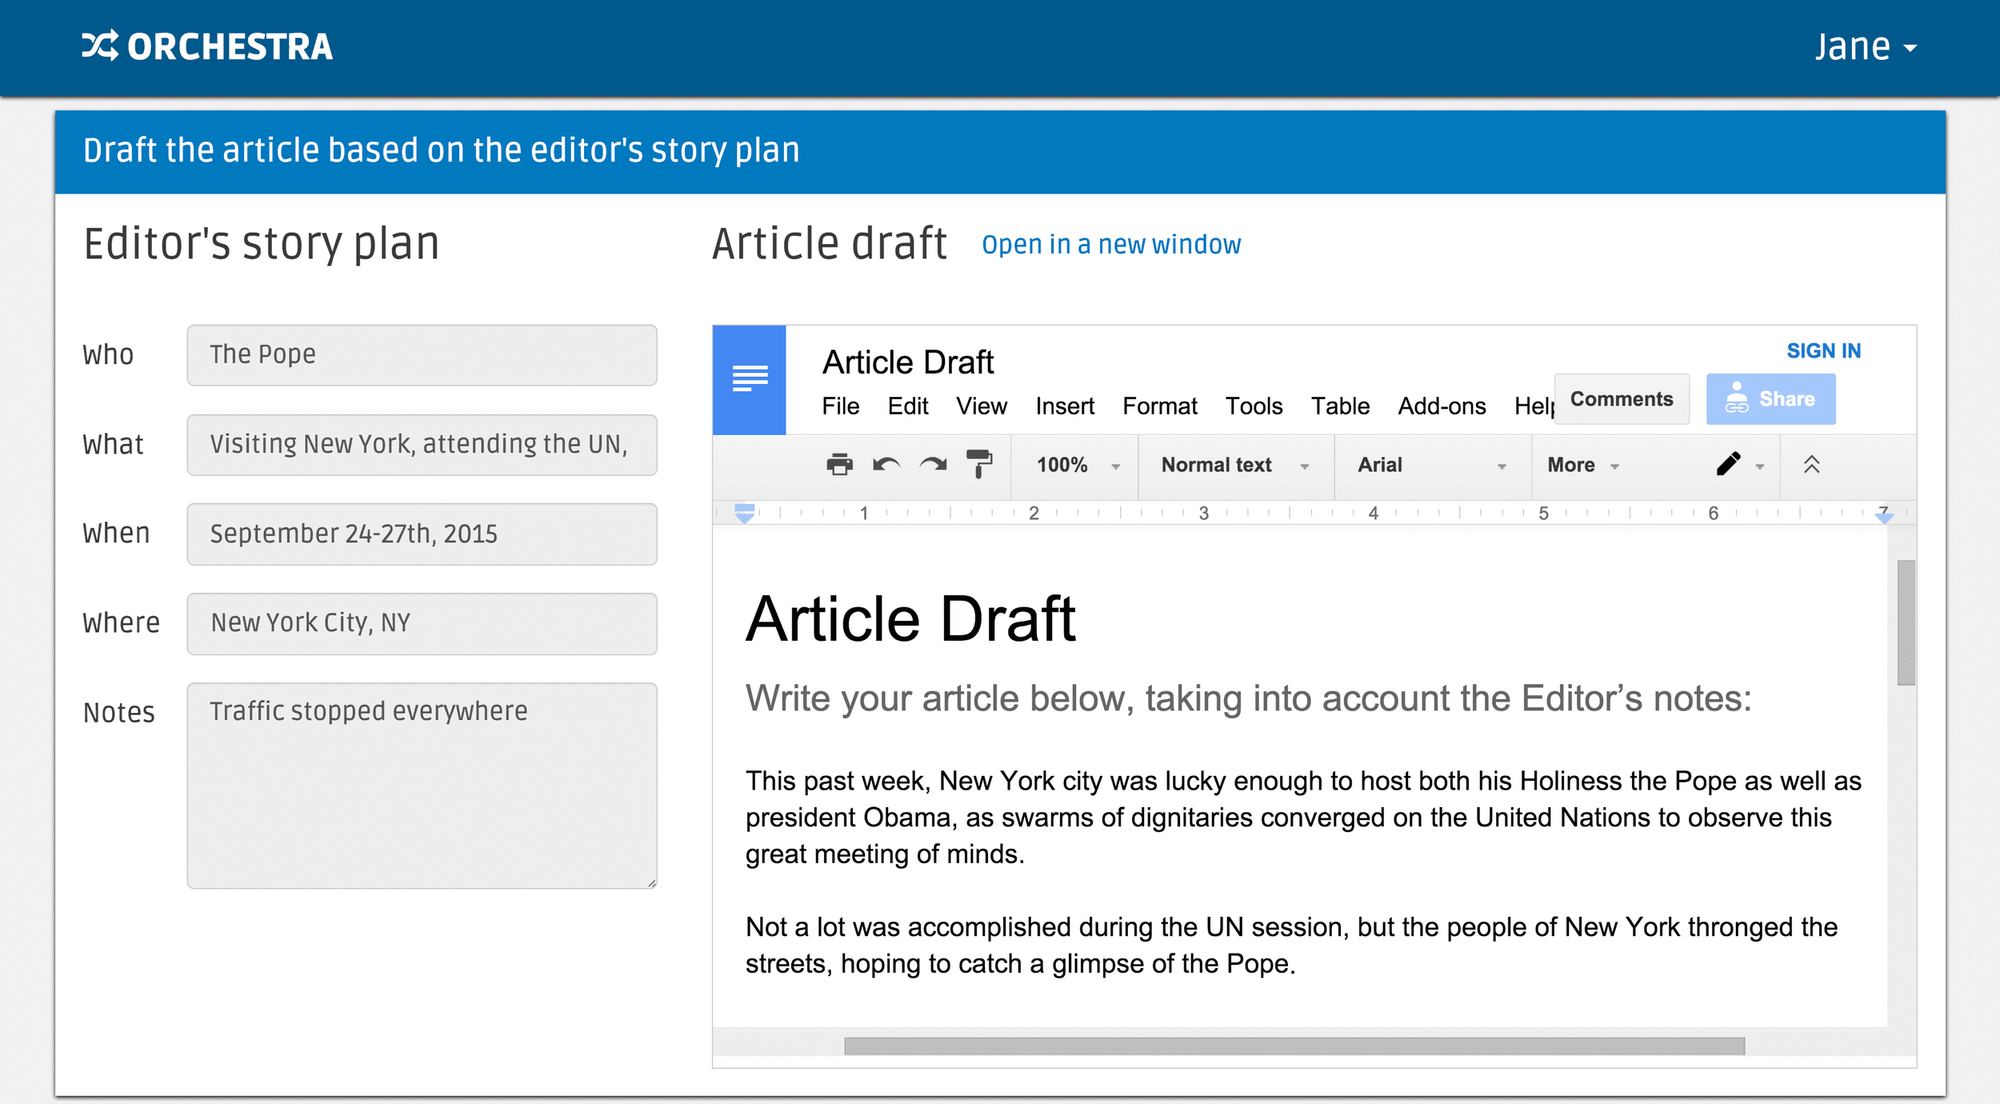 ORCHESTRA
Jane
Draft the article based on the editor's story plan
Editor's story plan
Who
The Pope
What
Visiting New York, attending the UN,
When
September 24-27th, 2015
Where
New York City, NY
Notes
Traffic stopped everywhere
Article draft
Open in a new window
Article Draft
SIGN IN
File Edit View Insert Format Tools Table Add-ons Help
Comments
Share
100% Normal text Arial More
1 2 3 4 5 6 7
Article Draft
Write your article below, taking into account the Editor’s notes:
This past week, New York city was lucky enough to host both his Holiness the Pope as well as
president Obama, as swarms of dignitaries converged on the United Nations to observe this
great meeting of minds.
Not a lot was accomplished during the UN session, but the people of New York thronged the
streets, hoping to catch a glimpse of the Pope.